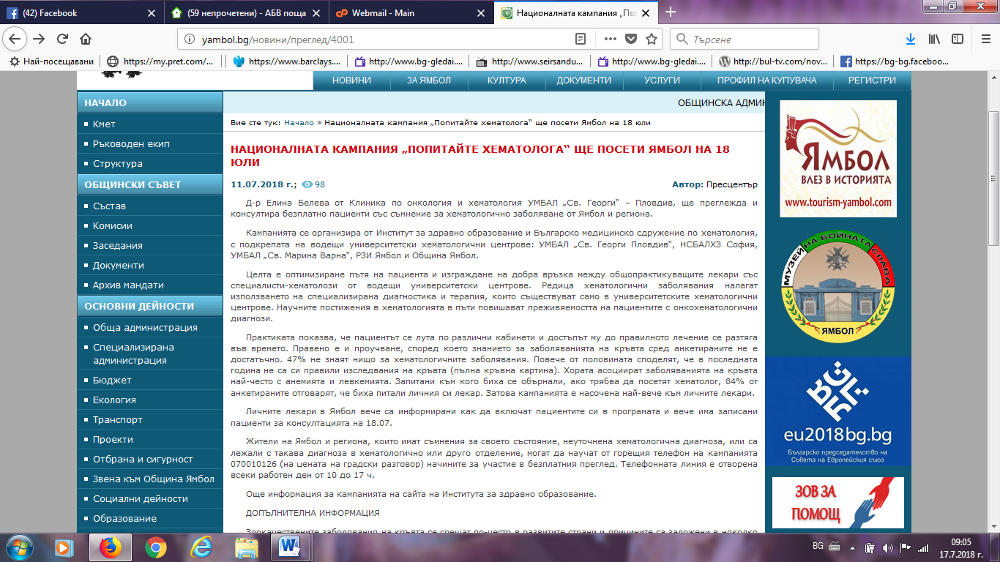 (42) Facebook
(59 непрочетени) - АБВ поща
Webmail - Main
Националната кампания „По
yambol.bg/новини/преглед/4001
Търсене
Най-посещавани
https://my.pret.com/...
https://www.barclays....
http://www.bg-gledai....
http://www.seirsandu...
http://www.bg-gledai....
http://bul-tv.com/nov...
https://bg-bg.faceboo...
НОВИНИ
ЗА ЯМБОЛ
КУЛТУРА
ДОКУМЕНТИ
УСЛУГИ
ПРОФИЛ НА КУПУВАЧА
РЕГИСТРИ
НАЧАЛО
Кмет
Ръководен екип
Структура
ОБЩИНСКИ СЪВЕТ
Състав
Комисии
Заседания
Документи
Архив мандати
ОСНОВНИ ДЕЙНОСТИ
Обща администрация
Специализирана
администрация
Бюджет
Екология
Транспорт
Проекти
Отбрана и сигурност
Звена към Община Ямбол
Социални дейности
Образование
ОБЩИНСКА АДМИН
Вие сте тук: Начало » Националната кампания „Попитайте хематолога“ ще посети Ямбол на 18 юли
НАЦИОНАЛНАТА КАМПАНИЯ „ПОПИТАЙТЕ ХЕМАТОЛОГА“ ЩЕ ПОСЕТИ ЯМБОЛ НА 18
ЮЛИ
11.07.2018 г.; 98
Автор: Пресцентър
Д-р Елина Белева от Клиника по онкология и хематология УМБАЛ „Св. Георги“ – Пловдив, ще преглежда и
консултира безплатно пациенти със съмнение за хематологично заболяване от Ямбол и региона.
Кампанията се организира от Институт за здравно образование и Българско медицинско сдружение по хематология,
с подкрепата на водещи университетски хематологични центрове: УМБАЛ „Св. Георги Пловдив“, НСБАЛХЗ София,
УМБАЛ „Св. Марина Варна“, РЗИ Ямбол и Община Ямбол.
Целта е оптимизиране пътя на пациента и изграждане на добра връзка между общопрактикуващите лекари със
специалисти-хематолози от водещи университетски центрове. Редица хематологични заболявания налагат
използването на специализирана диагностика и терапия, които съществуват само в университетските хематологични
центрове. Научните постижения в хематологията в пъти повишават преживяемостта на пациентите с онкохематологични
диагнози.
Практиката показва, че пациентът се лута по различни кабинети и достъпът му до правилното лечение се разтяга
във времето. Правено е и проучване, според което знанието за заболяванията на кръвта сред анкетираните не е
достатъчно. 47% не знаят нищо за хематологичните заболявания. Повече от половината споделят, че в последната
година не са си правили изследвания на кръвта (пълна кръвна картина). Хората асоциират заболяванията на кръвта
най-често с анемията и левкемията. Запитани към кого биха се обърнали, ако трябва да посетят хематолог, 84% от
анкетираните отговарят, че биха питали личния си лекар. Затова кампанията е насочена най-вече към личните лекари.
Личните лекари в Ямбол вече са информирани как да включат пациентите си в програмата и вече има записани
пациенти за консултацията на 18.07.
Жители на Ямбол и региона, които имат съмнения за своето състояние, неуточнена хематологична диагноза, или са
лежали с такава диагноза в хематологично или друго отделение, могат да научат от горещия телефон на кампанията
070010126 (на цената на градски разговор) начините за участие в безплатния преглед. Телефонната линия е отворена
всеки работен ден от 10 до 17 ч.
Още информация за кампанията на сайта на Института за здравно образование.
ДОПЪЛНИТЕЛНА ИНФОРМАЦИЯ
Злокачествените заболявания на кръвта се срещат по-често в развитите страни и причините са заложени в няколко
ЯМБОЛ
ВЛЕЗ В ИСТОРИЯТА
www.tourism-yambol.com
МУЗЕЙ НА БОЙНАТА СЛАВА
ЯМБОЛ
eu2018bg.bg
Българско председателство на
Съвета на Европейския съюз
ЗОВ ЗА
ПОМОЩ
BG
09:05
17.7.2018 г.